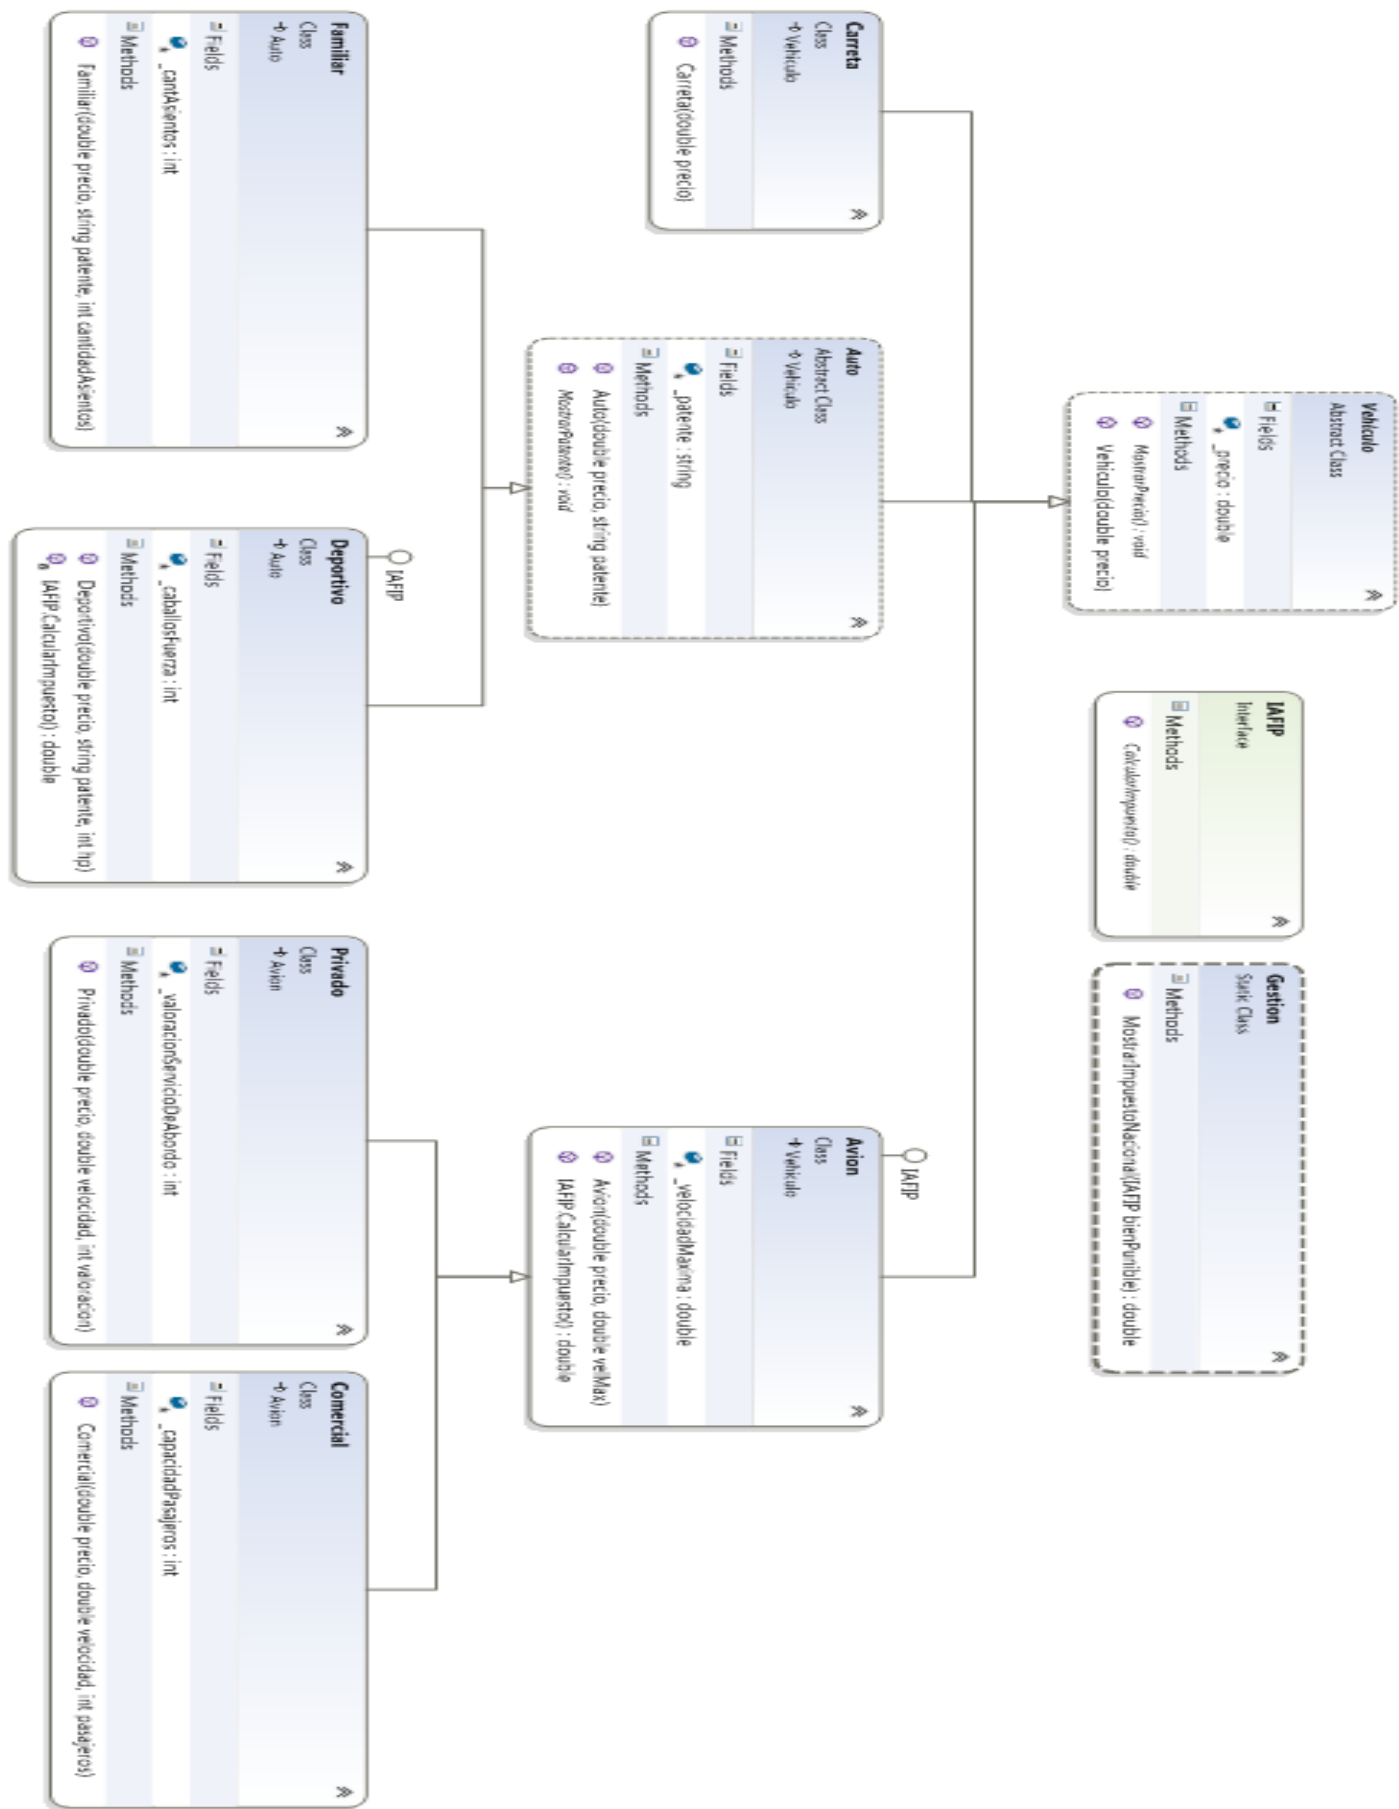 Vehiculo
Abstract Class
Fields
_precio : double
Methods
MostrarPrecio() : void
Vehiculo(double precio)
IAFIP
Interface
Methods
CalcularImpuesto() : double
Gestion
Static Class
Methods
MostrarImpuestoNacional(IAFIP bienPunible) : double
Carreta
Class
Vehiculo
Methods
Carreta(double precio)
Auto
Abstract Class
Vehiculo
Fields
_patente : string
Methods
Auto(double precio, string patente)
MostrarPatente() : void
IAFIP
Avion
Class
Vehiculo
Fields
_velocidadMaxima : double
Methods
Avion(double precio, double velMax)
IAFIP.CalcularImpuesto() : double
Familiar
Class
Auto
Fields
_cantAsientos : int
Methods
Familiar(double precio, string patente, int cantidadAsientos)
IAFIP
Deportivo
Class
Auto
Fields
_caballosFuerza : int
Methods
Deportivo(double precio, string patente, int hp)
IAFIP.CalcularImpuesto() : double
Privado
Class
Avion
Fields
_valoracionServicioDeAbordo : int
Methods
Privado(double precio, double velocidad, int valoracion)
Comercial
Class
Avion
Fields
_capacidadPasajeros : int
Methods
Comercial(double precio, double velocidad, int pasajeros)